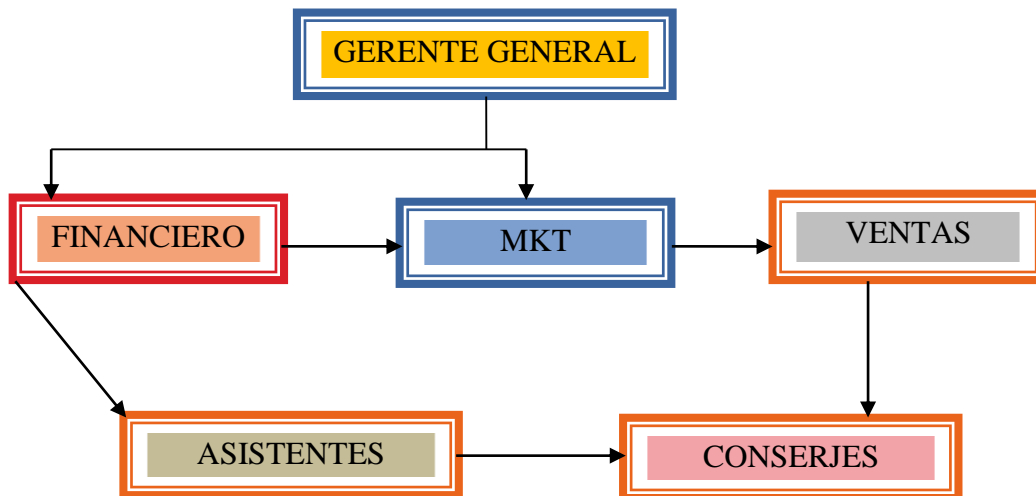 GERENTE GENERAL
FINANCIERO
MKT
VENTAS
ASISTENTES
CONSERJES